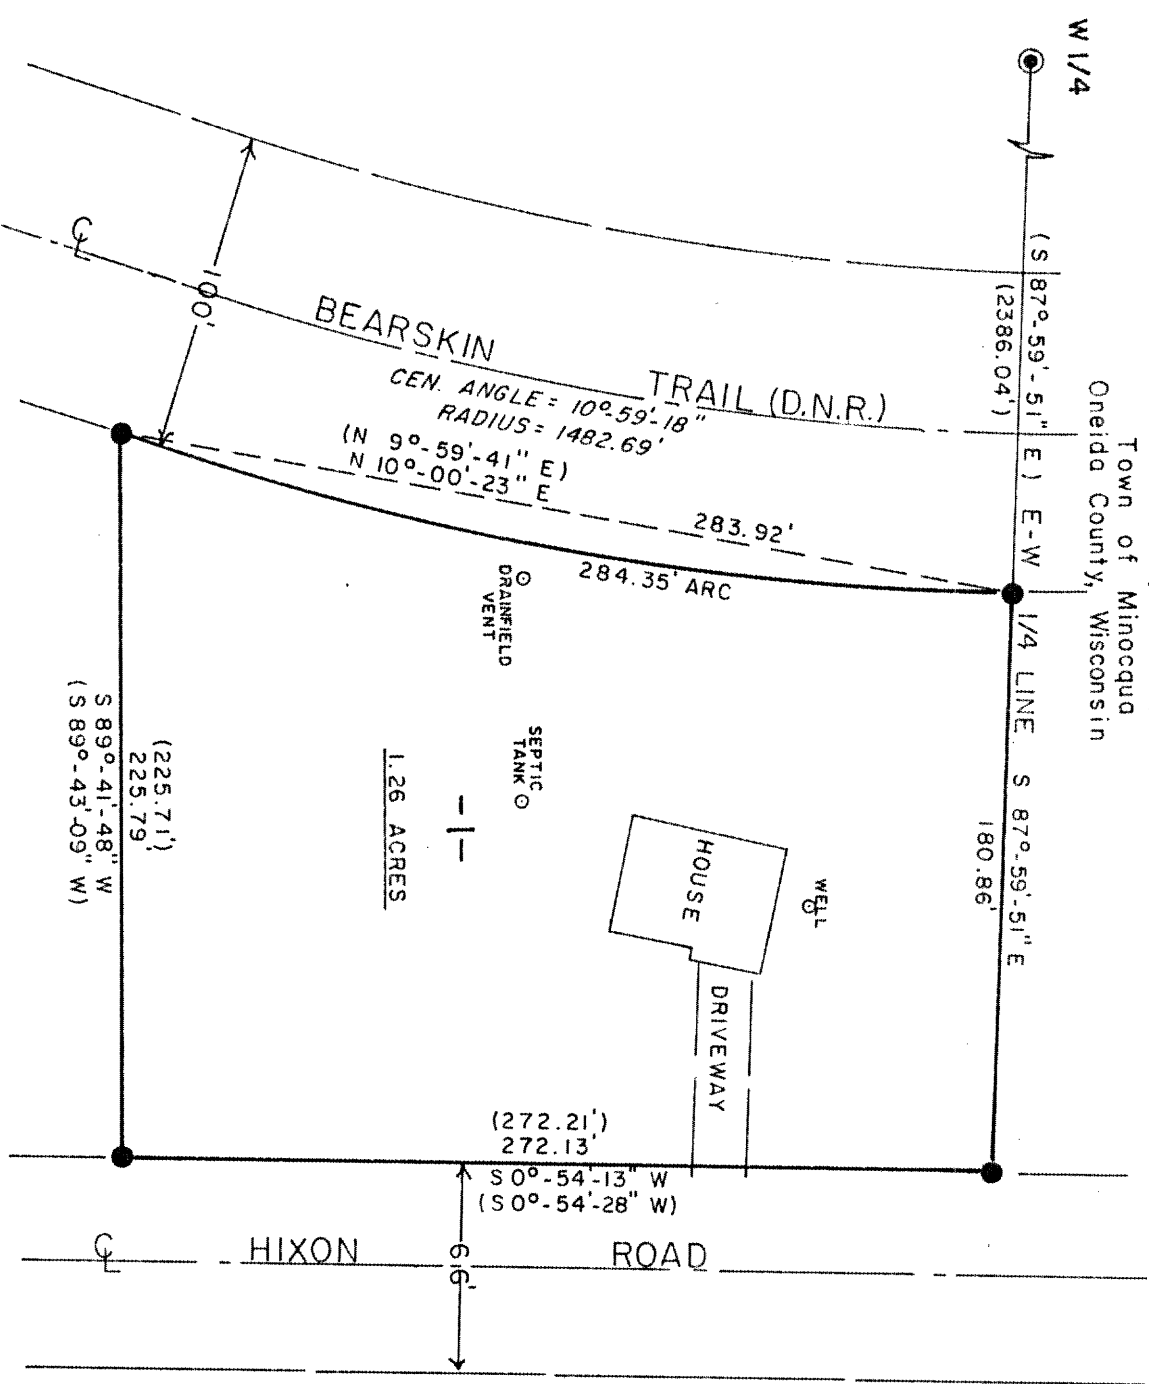 W 1/4
Town of Minocqua
Oneida County, Wisconsin
(S 87°-59'-51" E) E-W 1/4 LINE S 87°-59'-51" E
(2386.04')
180.86'
℄
100'
BEARSKIN TRAIL (D.N.R.)
CEN. ANGLE = 10°-59'-18"
RADIUS = 1482.69'
(N 9°-59'-41" E)
N 10°-00'-23" E
283.92'
284.35' ARC
DRAINFIELD
VENT
SEPTIC
TANK
WELL
HOUSE
DRIVEWAY
1
1.26 ACRES
(225.71')
225.79'
S 89°-41'-48" W
(S 89°-43'-09" W)
(272.21')
272.13'
S 0°-54'-13" W
(S 0°-54'-28" W)
℄ HIXON ROAD
66'